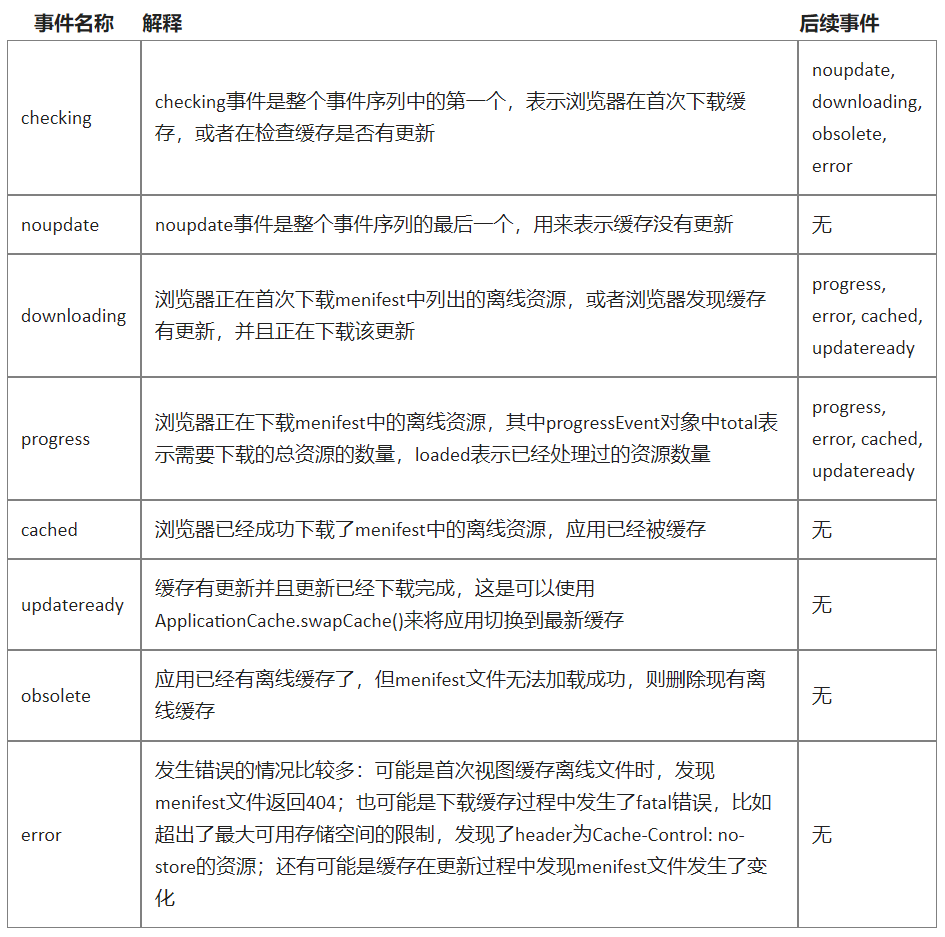 事件名称 解释 后续事件
checking
checking事件是整个事件序列中的第一个，表示浏览器在首次下载缓
存，或者在检查缓存是否有更新
noupdate,
downloading,
obsolete,
error
noupdate
noupdate事件是整个事件序列的最后一个，用来表示缓存没有更新
无
downloading
浏览器正在首次下载menifest中列出的离线资源，或者浏览器发现缓存
有更新，并且正在下载该更新
progress,
error, cached,
updateready
progress
浏览器正在下载menifest中的离线资源，其中progressEvent对象中total表
示需要下载的总资源的数量，loaded表示已经处理过的资源数量
progress,
error, cached,
updateready
cached
浏览器已经成功下载了menifest中的离线资源，应用已经被缓存
无
updateready
缓存有更新并且更新已经下载完成，这是可以使用
ApplicationCache.swapCache()来将应用切换到最新缓存
无
obsolete
应用已经有离线缓存了，但menifest文件无法加载成功，则删除现有离
线缓存
无
error
发生错误的情况比较多：可能是首次视图缓存离线文件时，发现
menifest文件返回404；也可能是下载缓存过程中发生了fatal错误，比如
超出了最大可用存储空间的限制，发现了header为Cache-Control: no-
store的资源；还有可能是缓存在更新过程中发现menifest文件发生了变
化
无